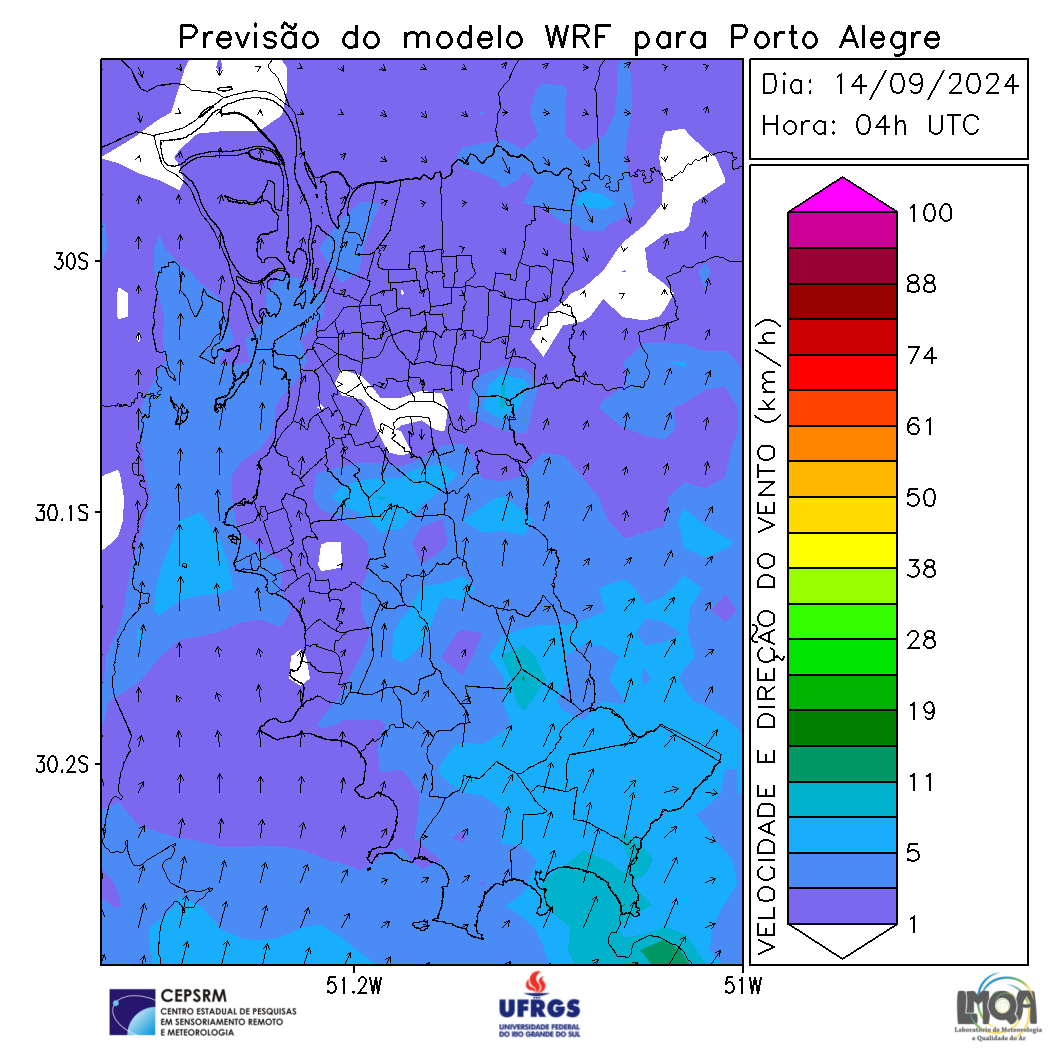 Previsão do modelo WRF para Porto Alegre
Dia: 14/09/2024
Hora: 04h UTC
30S
30.1S
30.2S
51.2W
51W
VELOCIDADE E DIREÇÃO DO VENTO (km/h)
100
88
74
61
50
38
28
19
11
5
1
CEPSRM
CENTRO ESTADUAL DE PESQUISAS
EM SENSORIAMENTO REMOTO
E METEOROLOGIA
UFRGS
UNIVERSIDADE FEDERAL
DO RIO GRANDE DO SUL
LMQA
Laboratório de Meteorologia
e Qualidade do Ar